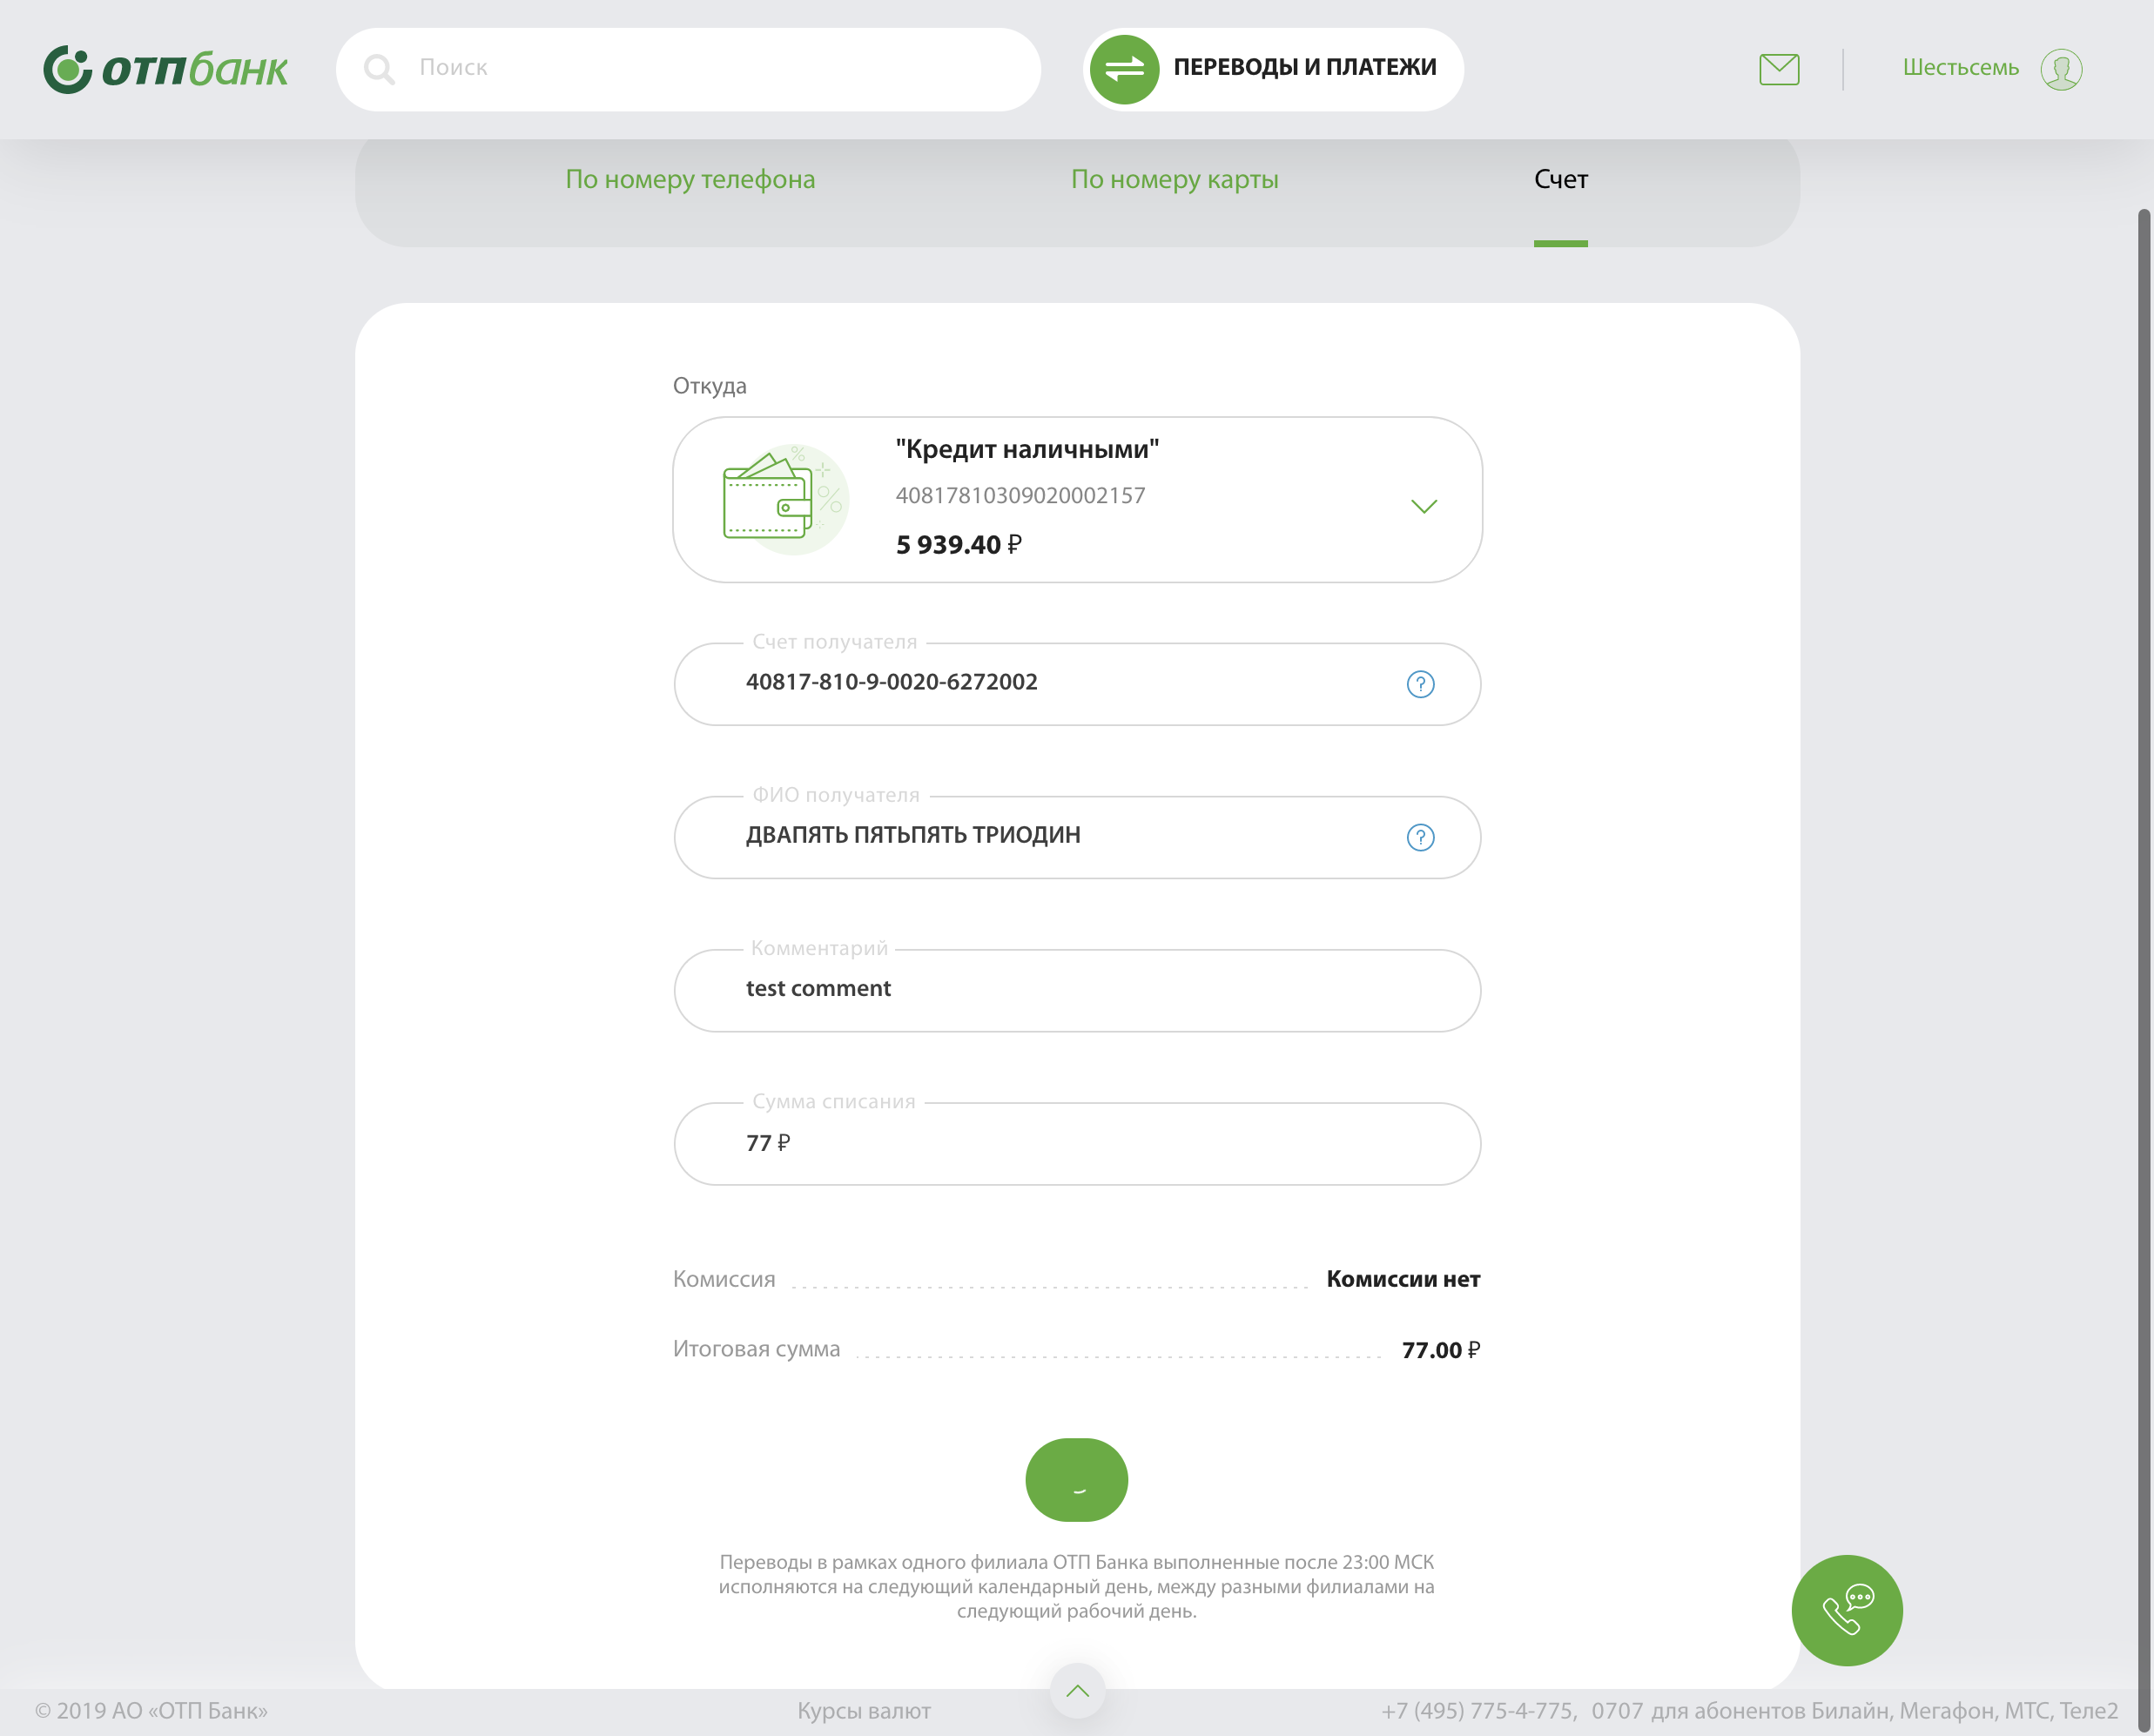 отпбанк
Поиск
ПЕРЕВОДЫ И ПЛАТЕЖИ
Шестьсемь
По номеру телефона
По номеру карты
Счет
Откуда
"Кредит наличными"
40817810309020002157
5 939.40 ₽
Счет получателя
40817-810-9-0020-6272002
ФИО получателя
ДВАПЯТЬ ПЯТЬПЯТЬ ТРИОДИН
Комментарий
test comment
Сумма списания
77 ₽
Комиссия
Комиссии нет
Итоговая сумма
77.00 ₽
Переводы в рамках одного филиала ОТП Банка выполненные после 23:00 МСК
исполняются на следующий календарный день, между разными филиалами на
следующий рабочий день.
© 2019 АО «ОТП Банк»
Курсы валют
+7 (495) 775-4-775, 0707 для абонентов Билайн, Мегафон, МТС, Теле2